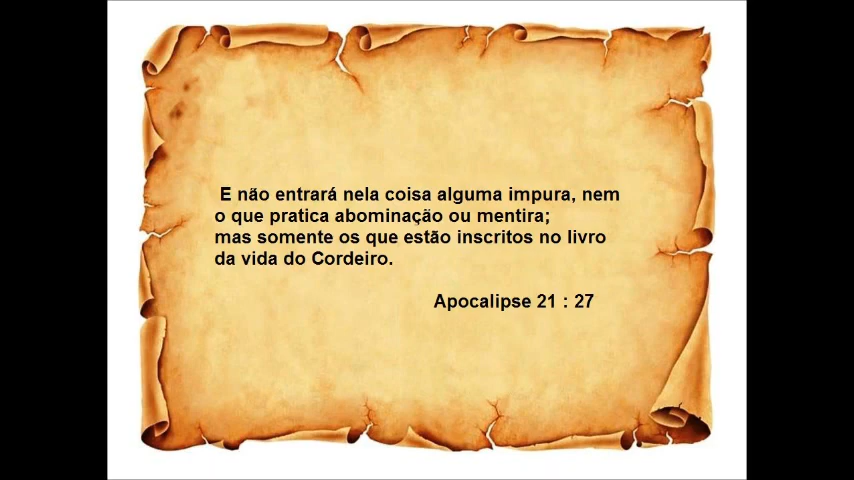 E não entrará nela coisa alguma impura, nem
o que pratica abominação ou mentira;
mas somente os que estão inscritos no livro
da vida do Cordeiro.
Apocalipse 21 : 27